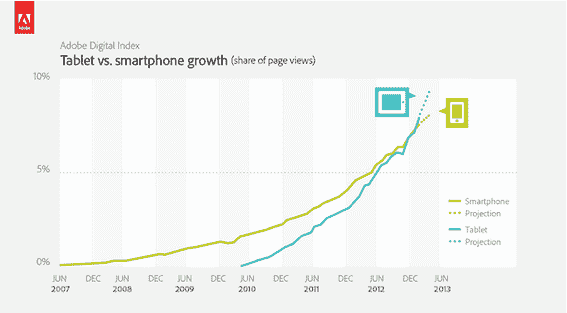 Adobe
Adobe Digital Index
Tablet vs. smartphone growth (share of page views)
10%
5%
0%
Smartphone
Projection
Tablet
Projection
JUN DEC JUN DEC JUN DEC JUN DEC JUN DEC JUN DEC JUN
2007 2008 2009 2010 2011 2012 2013